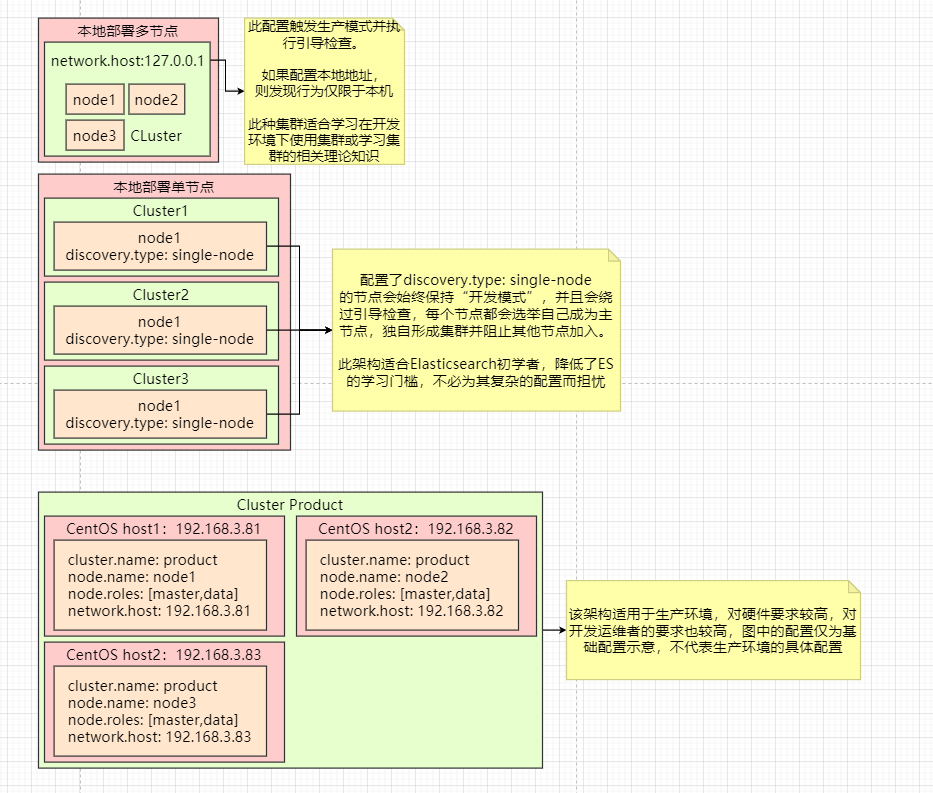 本地部署多节点
network.host:127.0.0.1
node1
node2
node3
CLuster
此配置触发生产模式并执
行引导检查。
如果配置本地地址，
则发现行为仅限于本机
此种集群适合学习在开发
环境下使用集群或学习集
群的相关理论知识
本地部署单节点
Cluster1
node1
discovery.type: single-node
Cluster2
node1
discovery.type: single-node
Cluster3
node1
discovery.type: single-node
配置了discovery.type: single-node
的节点会始终保持“开发模式”，并且会绕
过引导检查，每个节点都会选举自己成为主
节点，独自形成集群并阻止其他节点加入。
此架构适合Elasticsearch初学者，降低了ES
的学习门槛，不必为其复杂的配置而担忧
Cluster Product
CentOS host1：192.168.3.81
cluster.name: product
node.name: node1
node.roles: [master,data]
network.host: 192.168.3.81
CentOS host2：192.168.3.82
cluster.name: product
node.name: node2
node.roles: [master,data]
network.host: 192.168.3.82
CentOS host2：192.168.3.83
cluster.name: product
node.name: node3
node.roles: [master,data]
network.host: 192.168.3.83
该架构适用于生产环境，对硬件要求较高，对
开发运维者的要求也较高，图中的配置仅为基
础配置示意，不代表生产环境的具体配置